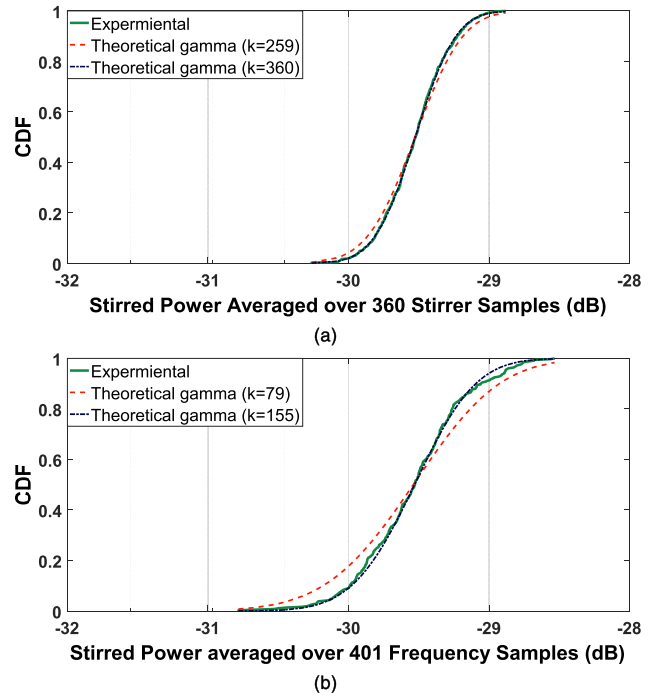 1
0.8
0.6
0.4
0.2
0
CDF
Expermiental
Theoretical gamma (k=259)
Theoretical gamma (k=360)
-32
-31
-30
-29
-28
Stirred Power Averaged over 360 Stirrer Samples (dB)
(a)
1
0.8
0.6
0.4
0.2
0
CDF
Expermiental
Theoretical gamma (k=79)
Theoretical gamma (k=155)
-32
-31
-30
-29
-28
Stirred Power averaged over 401 Frequency Samples (dB)
(b)